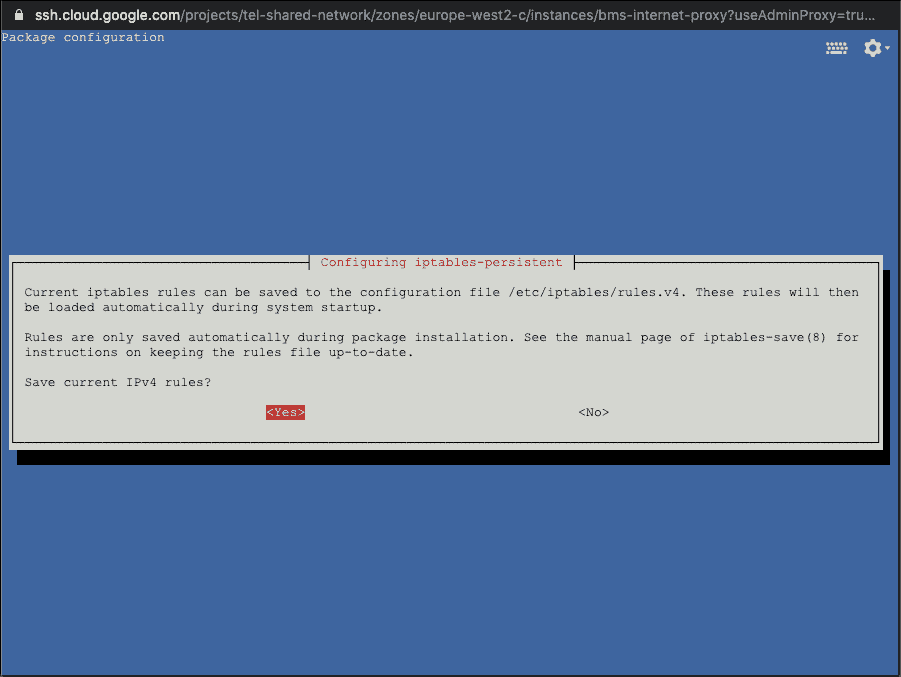 ssh.cloud.google.com/projects/tel-shared-network/zones/europe-west2-c/instances/bms-internet-proxy?useAdminProxy=tru...
Package configuration
Configuring iptables-persistent
Current iptables rules can be saved to the configuration file /etc/iptables/rules.v4. These rules will then
be loaded automatically during system startup.
Rules are only saved automatically during package installation. See the manual page of iptables-save(8) for
instructions on keeping the rules file up-to-date.
Save current IPv4 rules?
<Yes> <No>